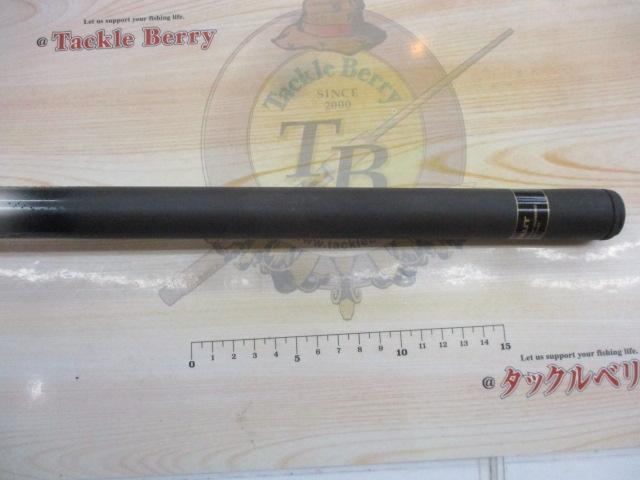 Let us support your fishing life.
@Tackle Berry
Tackle Berry
SINCE
2000
TB
www.tackleb
0 1 2 3 4 5 6 7 8 9 10 11 12 13 14 15
Let us support your fishing life.
@タックルベリ